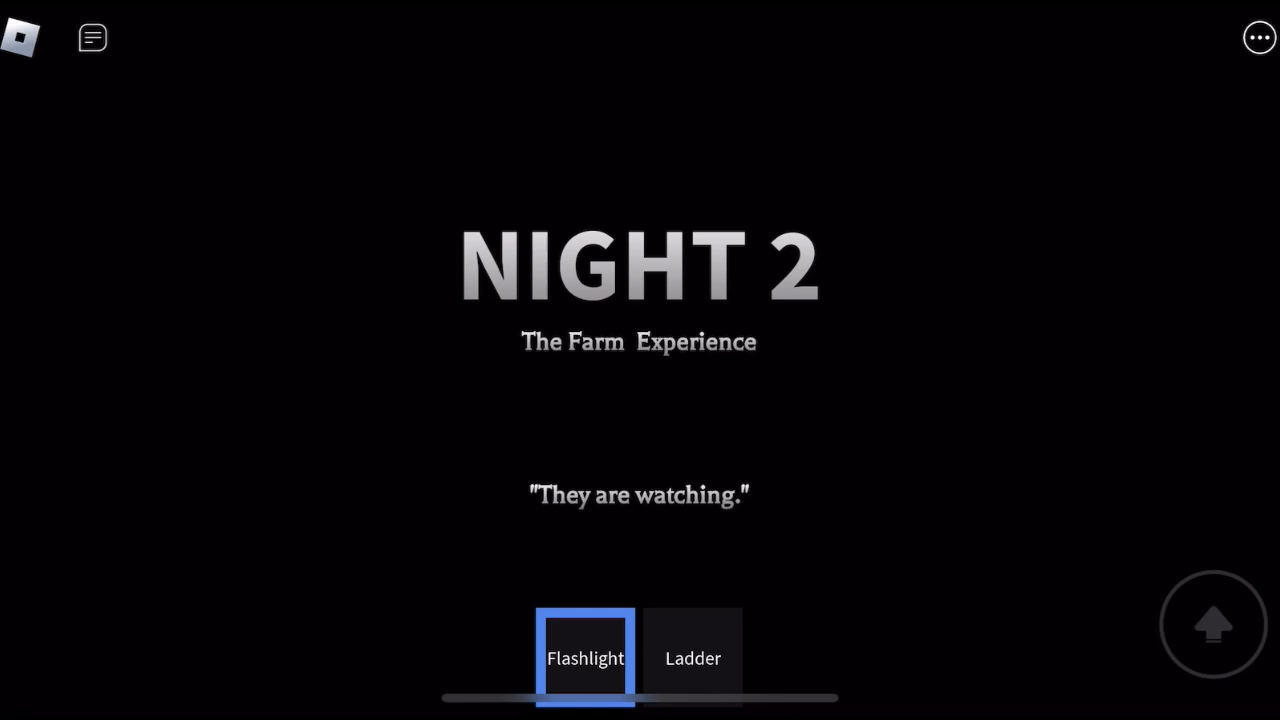 NIGHT 2
The Farm Experience
"They are watching."
Flashlight Ladder